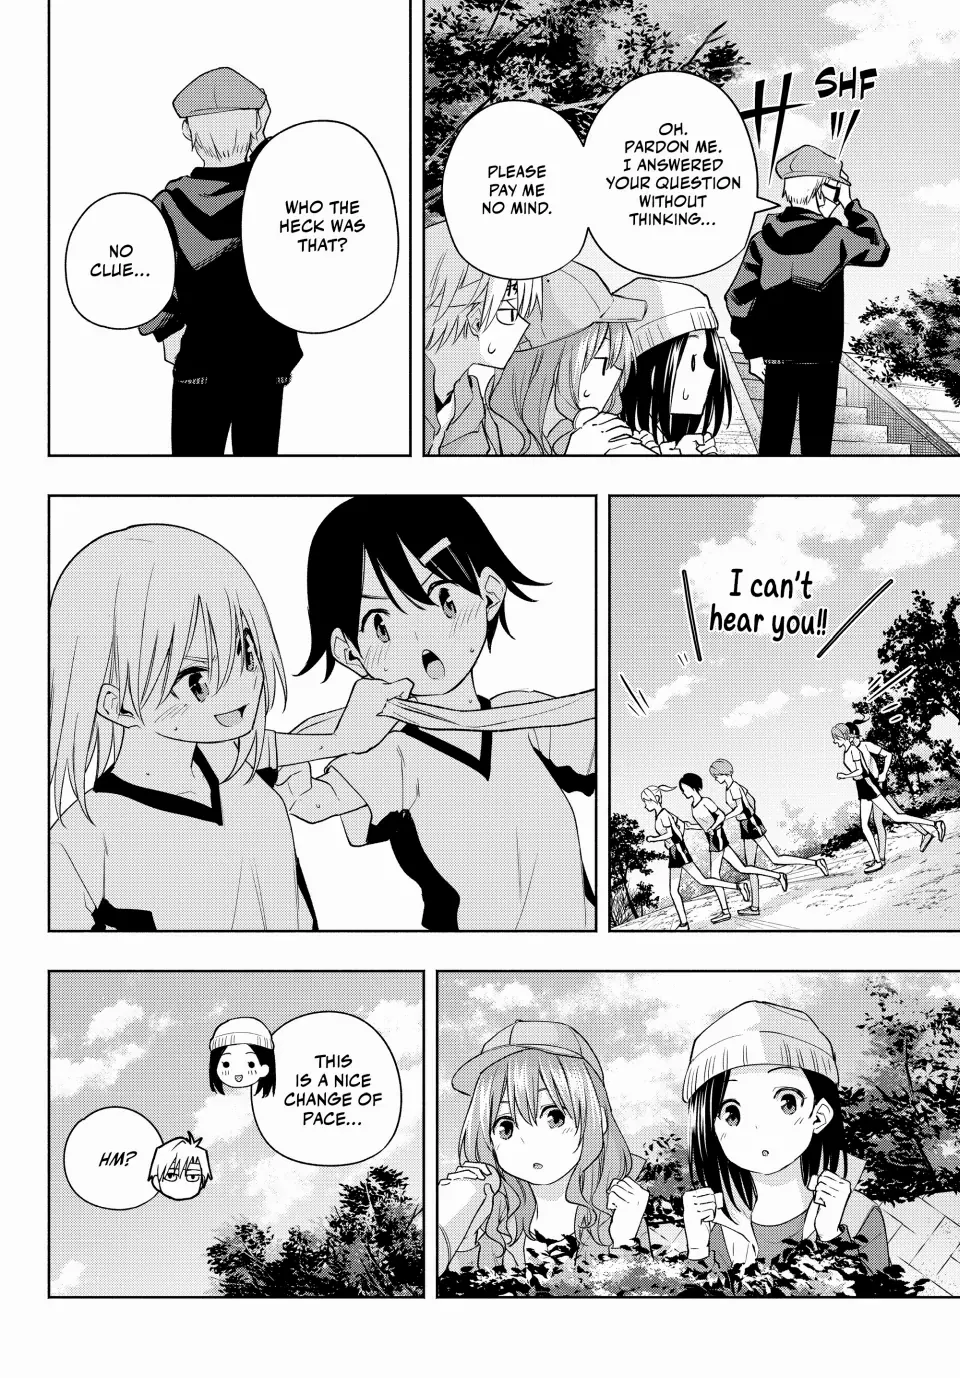 SHF
OH.
PARDON ME.
I ANSWERED
YOUR QUESTION
WITHOUT
THINKING...
PLEASE
PAY ME
NO MIND.
WHO THE
HECK WAS
THAT?
NO
CLUE...
I can't
hear you!!
THIS
IS A NICE
CHANGE OF
PACE...
HM?